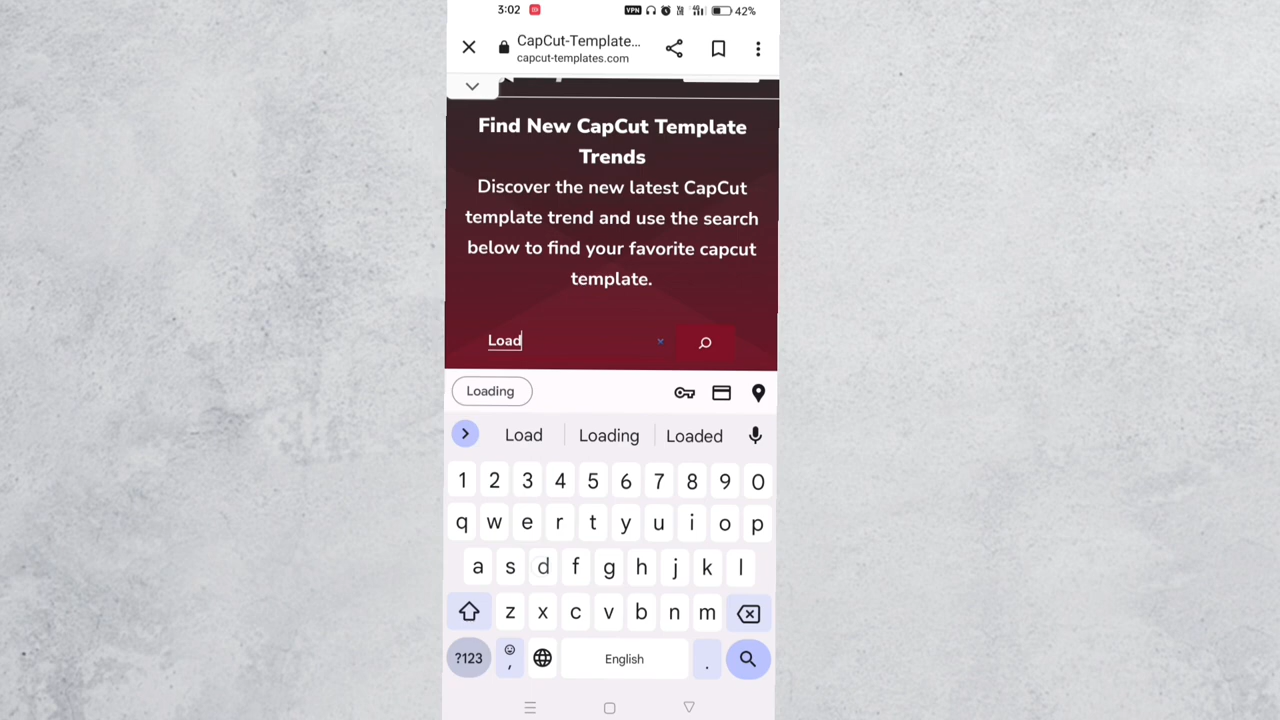 3:02 VPN 4G 42%
CapCut-Template...
capcut-templates.com
Find New CapCut Template
Trends
Discover the new latest CapCut
template trend and use the search
below to find your favorite capcut
template.
Load
Loading
Load Loading Loaded
1 2 3 4 5 6 7 8 9 0
q w e r t y u i o p
a s d f g h j k l
z x c v b n m
?123 , English .